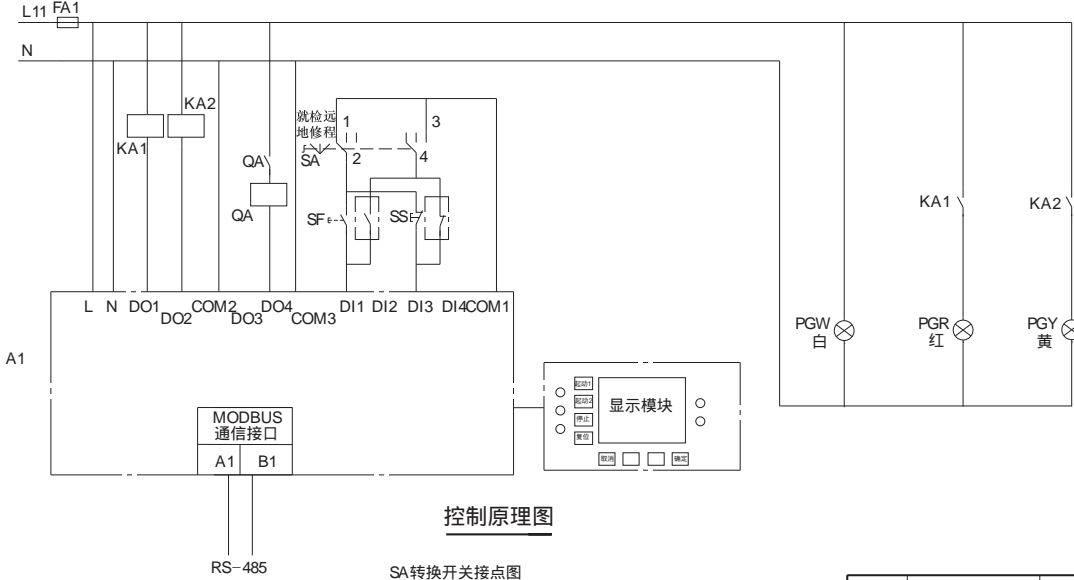 L11 FA1
N
KA2
KA1
就检远
地修程
SA
1
3
2
4
QA
QA
SF
SS
KA1
KA2
L N DO1 DO2 COM2 DO3 DO4 COM3 DI1 DI2 DI3 DI4 COM1
PGW
白
PGR
红
PGY
黄
A1
起动1
起动2
停止
复位
显示模块
取消
确定
MODBUS
通信接口
A1 B1
控制原理图
RS-485
SA转换开关接点图